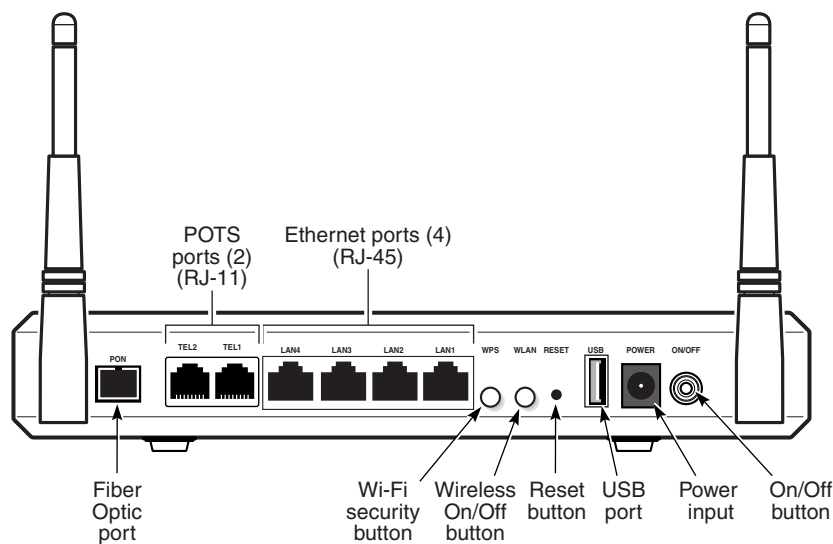 POTS
ports (2)
(RJ-11)
Ethernet ports (4)
(RJ-45)
PON
TEL2
TEL1
LAN4
LAN3
LAN2
LAN1
WPS
WLAN
RESET
USB
POWER
ON/OFF
Fiber
Optic
port
Wi-Fi
security
button
Wireless
On/Off
button
Reset
button
USB
port
Power
input
On/Off
button